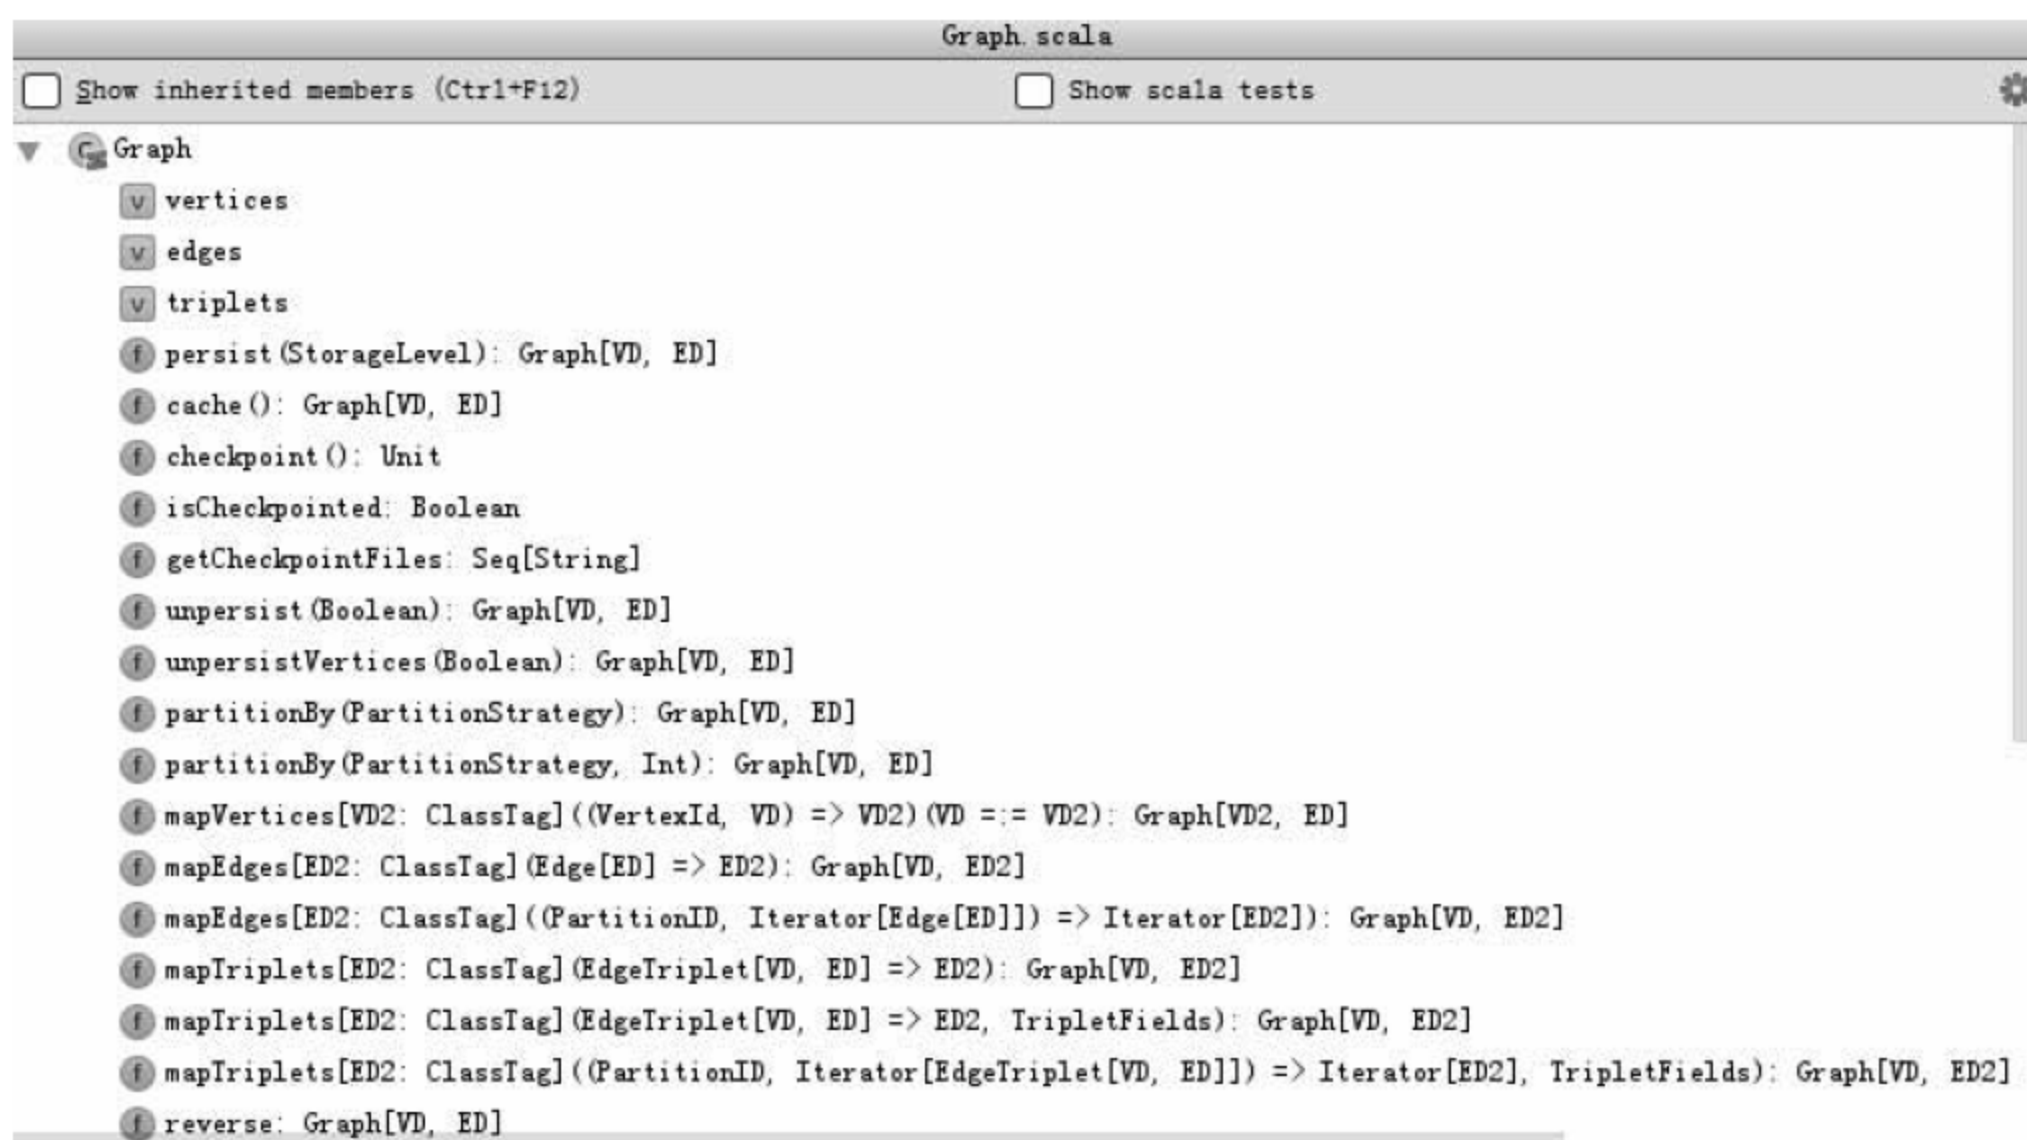 Graph.scala
Show inherited members (Ctrl+F12) Show scala tests
Graph
v vertices
v edges
v triplets
f persist(StorageLevel): Graph[VD, ED]
f cache(): Graph[VD, ED]
f checkpoint(): Unit
f isCheckpointed: Boolean
f getCheckpointFiles: Seq[String]
f unpersist(Boolean): Graph[VD, ED]
f unpersistVertices(Boolean): Graph[VD, ED]
f partitionBy(PartitionStrategy): Graph[VD, ED]
f partitionBy(PartitionStrategy, Int): Graph[VD, ED]
f mapVertices[VD2: ClassTag]((VertexId, VD) => VD2)(VD =:= VD2): Graph[VD2, ED]
f mapEdges[ED2: ClassTag](Edge[ED] => ED2): Graph[VD, ED2]
f mapEdges[ED2: ClassTag]((PartitionID, Iterator[Edge[ED]]) => Iterator[ED2]): Graph[VD, ED2]
f mapTriplets[ED2: ClassTag](EdgeTriplet[VD, ED] => ED2): Graph[VD, ED2]
f mapTriplets[ED2: ClassTag](EdgeTriplet[VD, ED] => ED2, TripletFields): Graph[VD, ED2]
f mapTriplets[ED2: ClassTag]((PartitionID, Iterator[EdgeTriplet[VD, ED]]) => Iterator[ED2], TripletFields): Graph[VD, ED2]
f reverse: Graph[VD, ED]